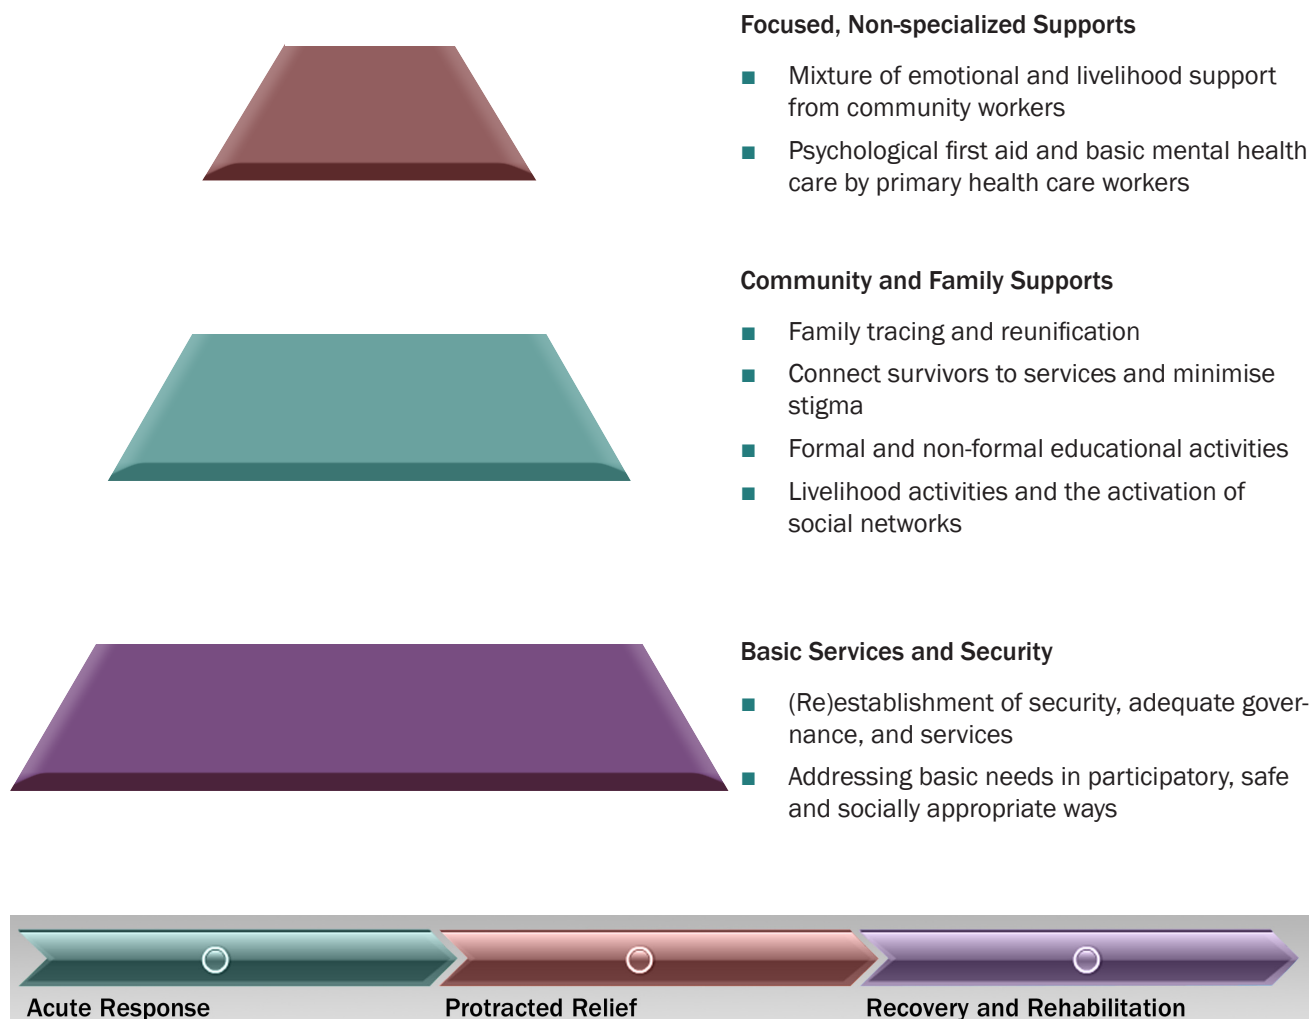 Focused, Non-specialized Supports
■ Mixture of emotional and livelihood support
from community workers
■ Psychological first aid and basic mental health
care by primary health care workers
Community and Family Supports
■ Family tracing and reunification
■ Connect survivors to services and minimise
stigma
■ Formal and non-formal educational activities
■ Livelihood activities and the activation of
social networks
Basic Services and Security
■ (Re)establishment of security, adequate gover-
nance, and services
■ Addressing basic needs in participatory, safe
and socially appropriate ways
Acute Response
Protracted Relief
Recovery and Rehabilitation